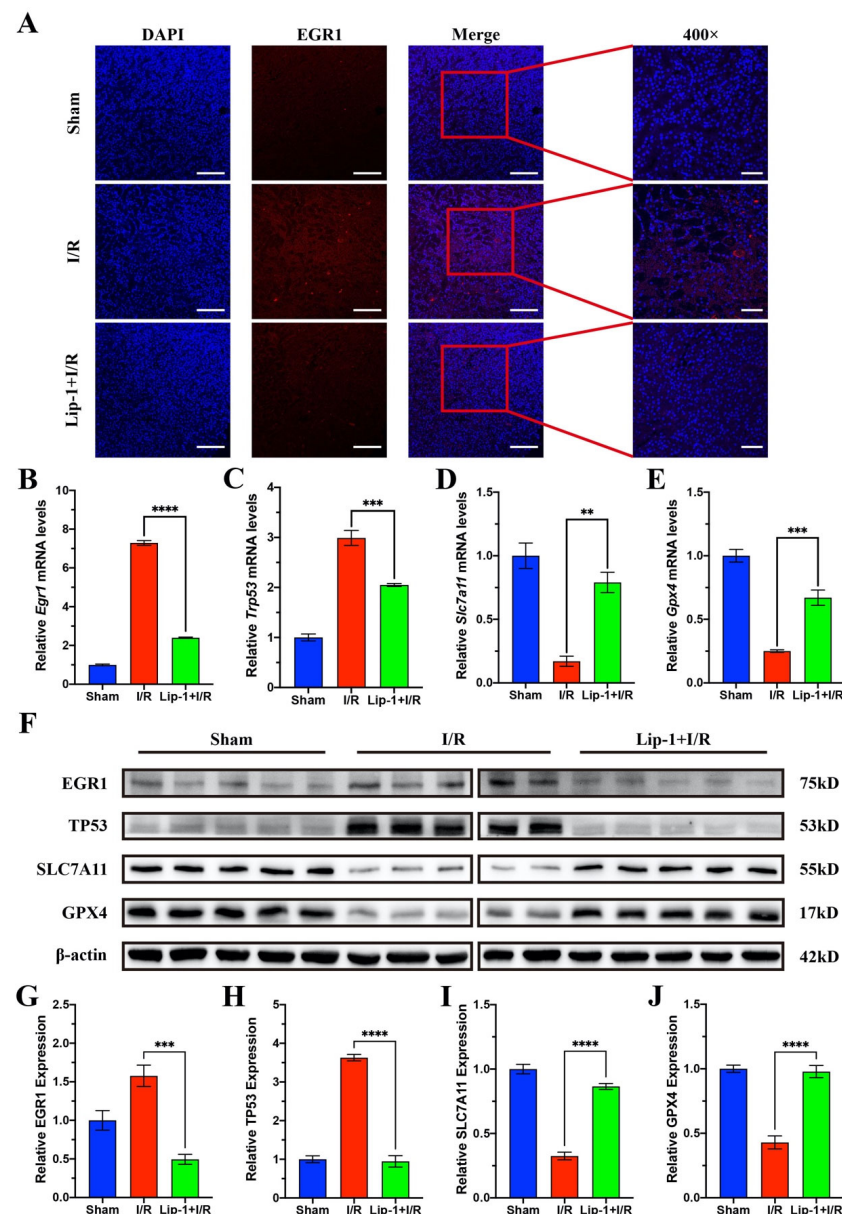 A
DAPI EGR1 Merge 400×
Sham
I/R
Lip-1+I/R
B
Relative Egr1 mRNA levels
10
8
6
4
2
0
****
Sham I/R Lip-1+I/R
C
Relative Trp53 mRNA levels
4
3
2
1
0
***
Sham I/R Lip-1+I/R
D
Relative Slc7a11 mRNA levels
1.5
1.0
0.5
0.0
**
Sham I/R Lip-1+I/R
E
Relative Gpx4 mRNA levels
1.5
1.0
0.5
0.0
***
Sham I/R Lip-1+I/R
F
Sham I/R Lip-1+I/R
EGR1 75kD
TP53 53kD
SLC7A11 55kD
GPX4 17kD
β-actin 42kD
G
Relative EGR1 Expression
2.5
2.0
1.5
1.0
0.5
0.0
***
Sham I/R Lip-1+I/R
H
Relative TP53 Expression
5
4
3
2
1
0
****
Sham I/R Lip-1+I/R
I
Relative SLC7A11 Expression
1.5
1.0
0.5
0.0
****
Sham I/R Lip-1+I/R
J
Relative GPX4 Expression
1.5
1.0
0.5
0.0
****
Sham I/R Lip-1+I/R